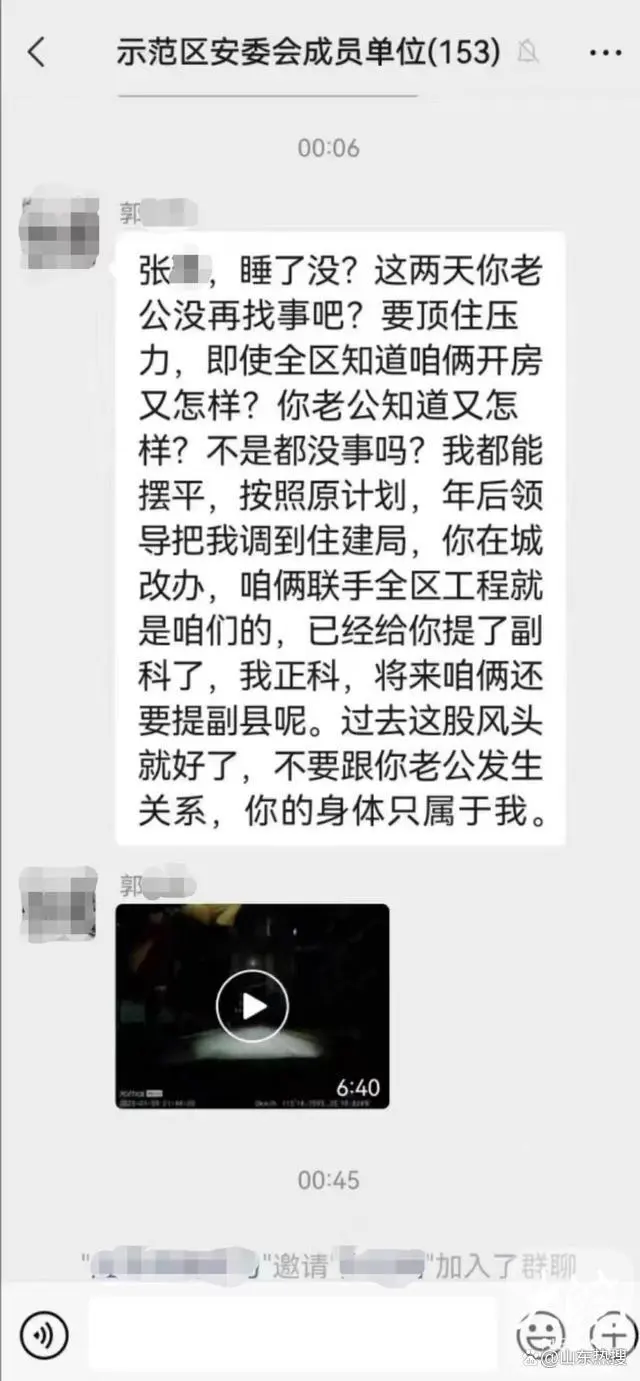 示范区安委会成员单位(153)
00:06
郭
张，睡了没？这两天你老
公没再找事吧？要顶住压
力，即使全区知道咱俩开房
又怎样？你老公知道又怎
样？不是都没事吗？我都能
摆平，按照原计划，年后领
导把我调到住建局，你在城
改办，咱俩联手全区工程就
是咱们的，已经给你提了副
科了，我正科，将来咱俩还
要提副县呢。过去这股风头
就好了，不要跟你老公发生
关系，你的身体只属于我。
郭
6:40
00:45
""邀请""加入了群聊
@山东热搜